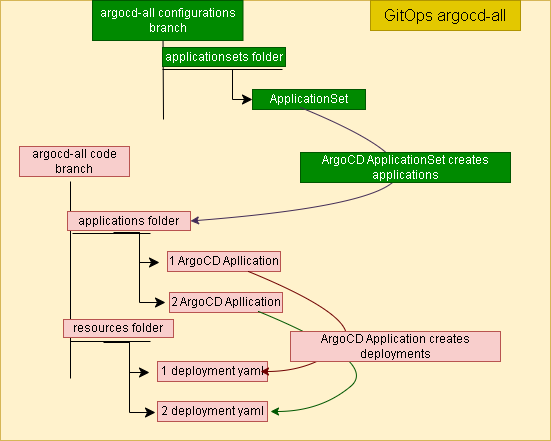 GitOps argocd-all
argocd-all configurations
branch
applicationsets folder
ApplicationSet
ArgoCD ApplicationSet creates
applications
argocd-all code
branch
applications folder
1 ArgoCD Apllication
2 ArgoCD Apllication
resources folder
ArgoCD Application creates
deployments
1 deployment yaml
2 deployment yaml